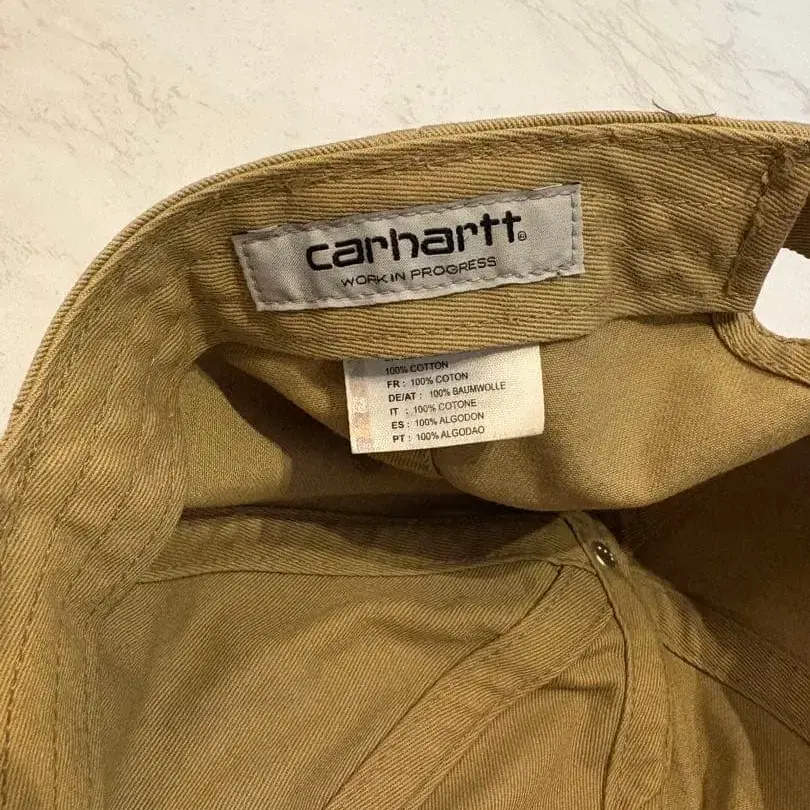 carhartt®
WORK IN PROGRESS
100% COTTON
FR : 100% COTON
DE/AT : 100% BAUMWOLLE
IT : 100% COTONE
ES : 100% ALGODON
PT : 100% ALGODAO